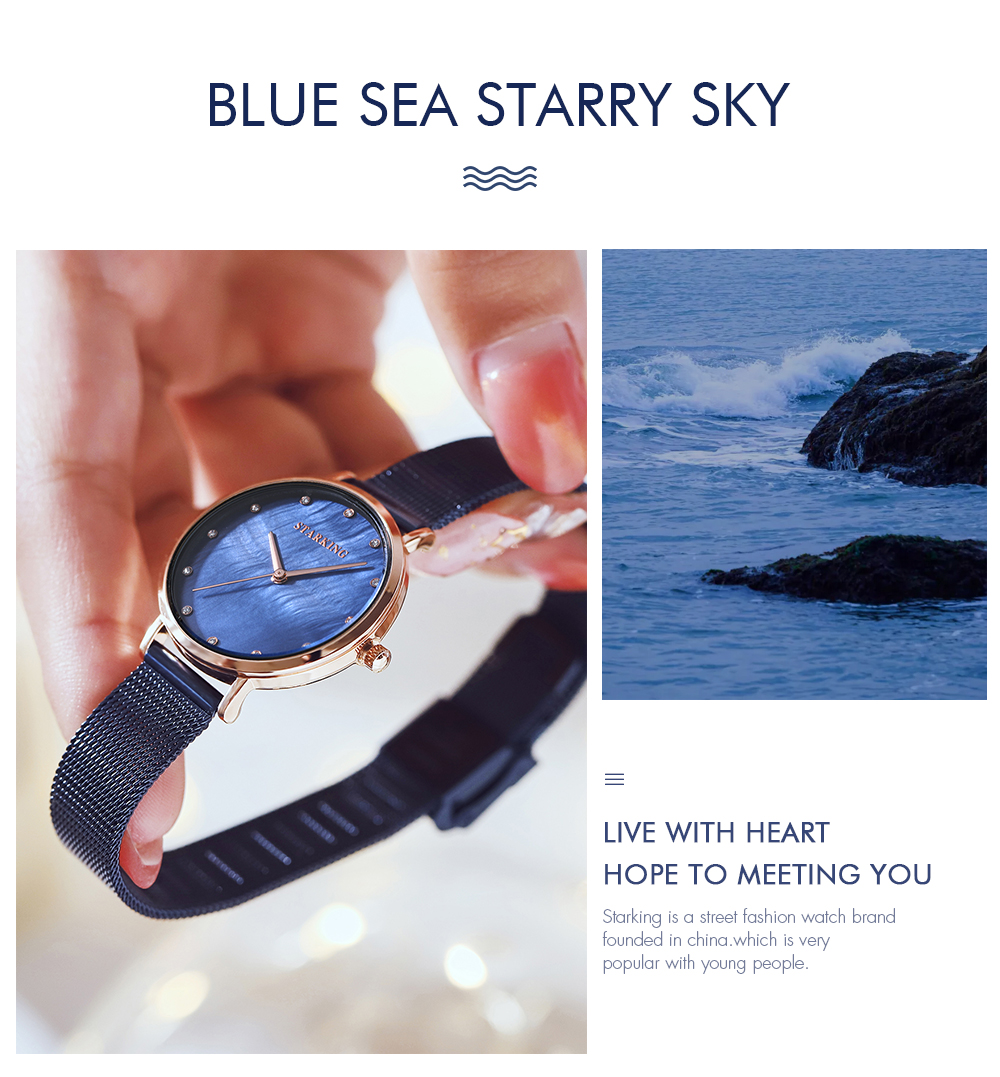 BLUE SEA STARRY SKY
STARKING
LIVE WITH HEART
HOPE TO MEETING YOU
Starking is a street fashion watch brand
founded in china.which is very
popular with young people.